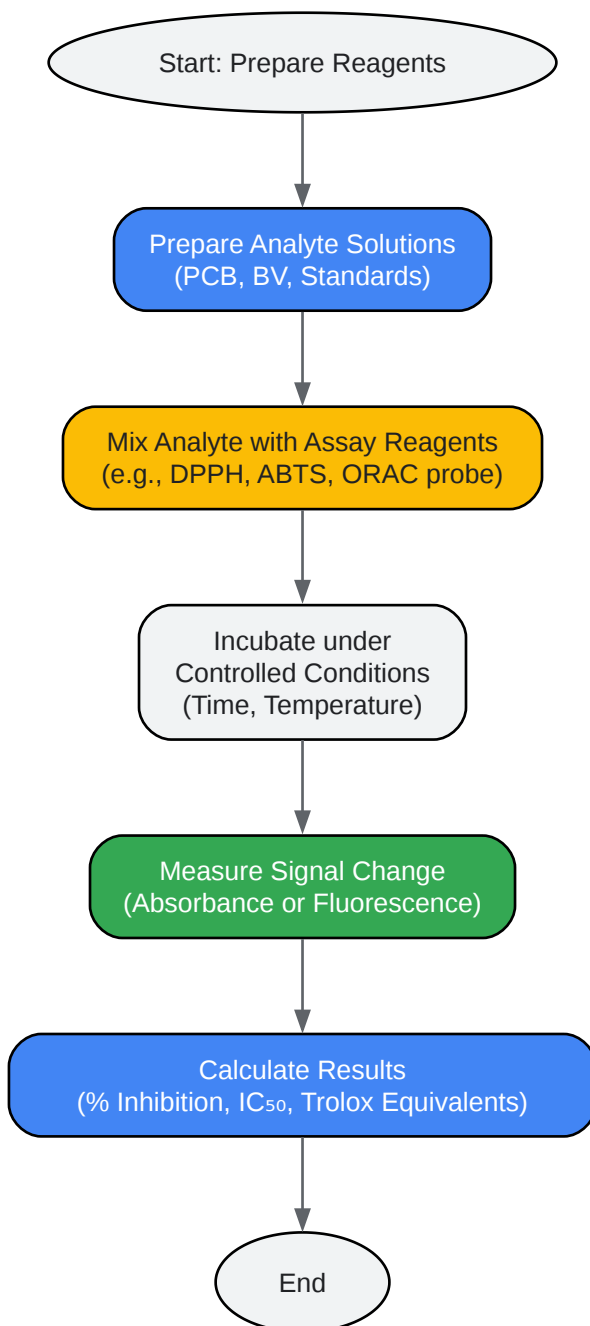 Start: Prepare Reagents
Prepare Analyte Solutions
(PCB, BV, Standards)
Mix Analyte with Assay Reagents
(e.g., DPPH, ABTS, ORAC probe)
Incubate under
Controlled Conditions
(Time, Temperature)
Measure Signal Change
(Absorbance or Fluorescence)
Calculate Results
(% Inhibition, IC₅₀, Trolox Equivalents)
End